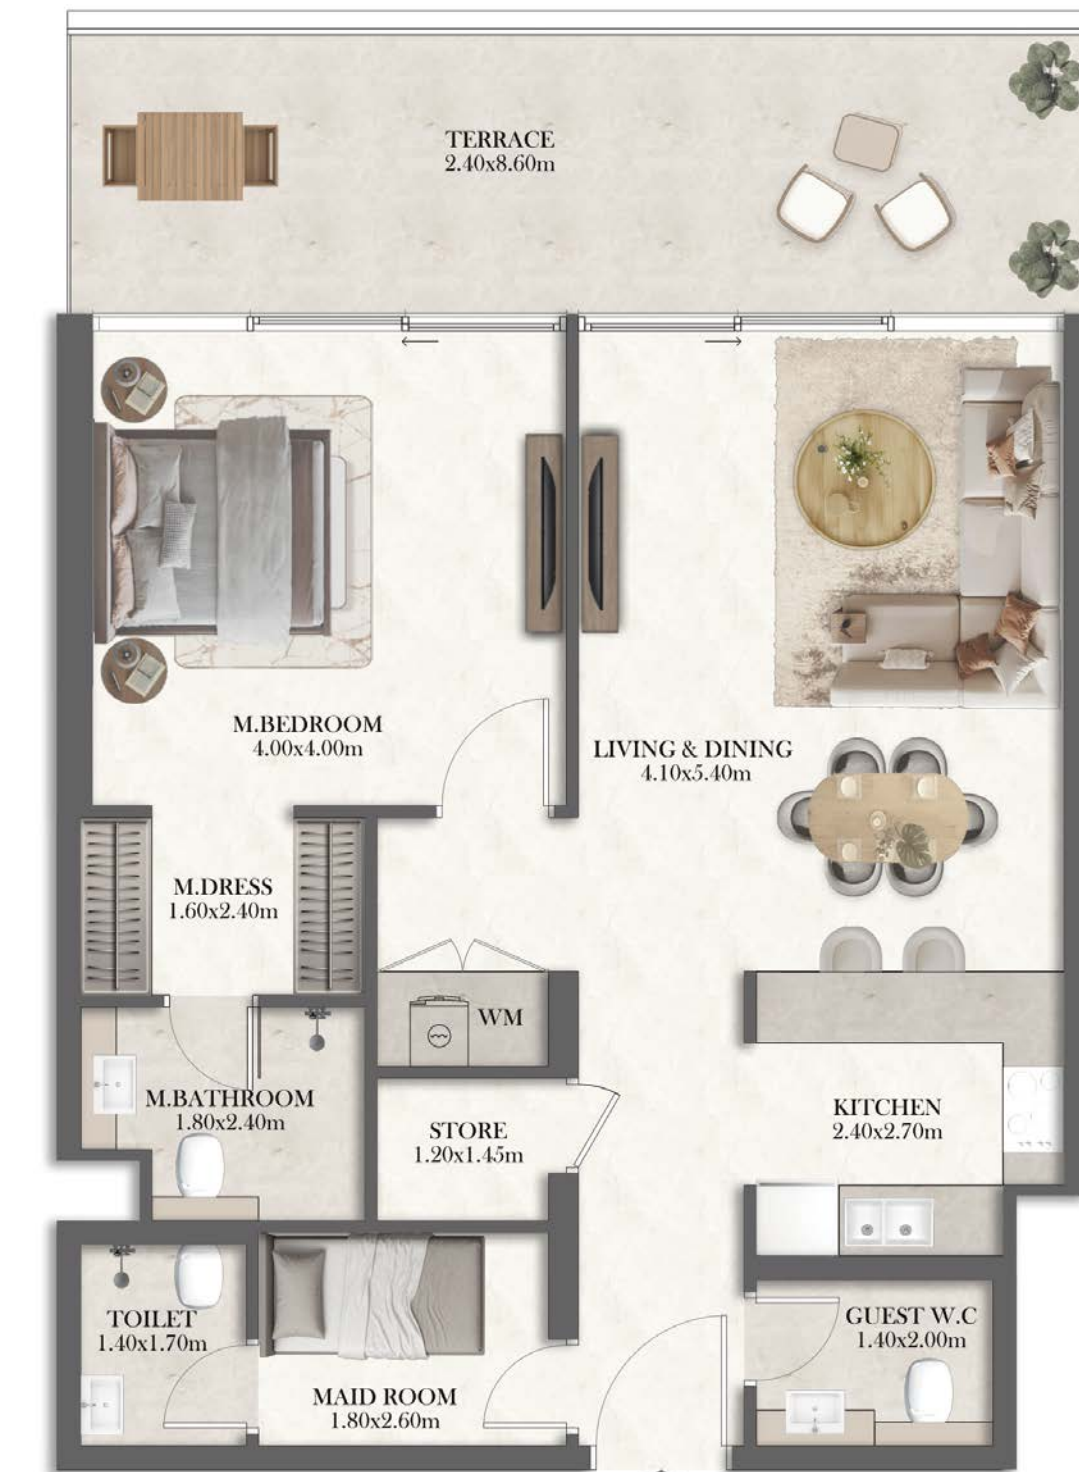 TERRACE
2.40x8.60m
M.BEDROOM
4.00x4.00m
LIVING & DINING
4.10x5.40m
M.DRESS
1.60x2.40m
WM
M.BATHROOM
1.80x2.40m
STORE
1.20x1.45m
KITCHEN
2.40x2.70m
TOILET
1.40x1.70m
GUEST W.C
1.40x2.00m
MAID ROOM
1.80x2.60m